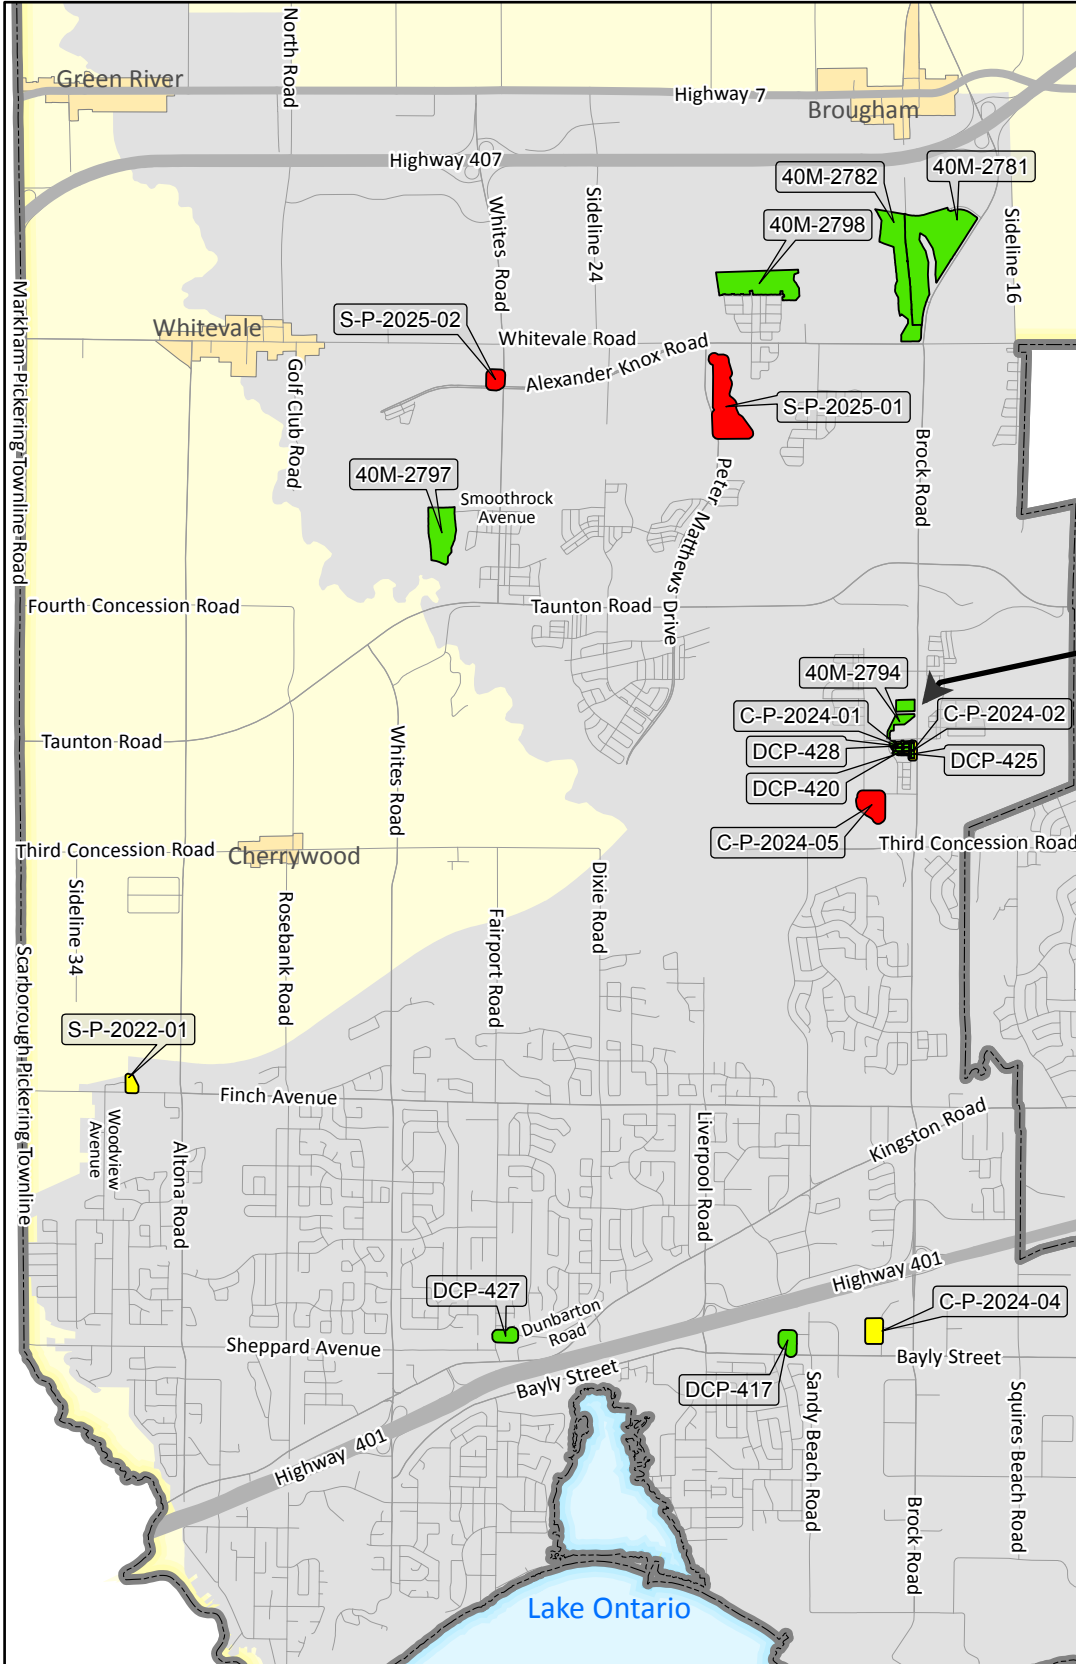 North Road
Green River
Highway 7
Brougham
Highway 407
40M-2782
40M-2781
Whites Road
Sideline 24
40M-2798
Sideline 16
Markham-Pickering Townline Road
S-P-2025-02
Whitevale
Whitevale Road
Alexander Knox Road
Golf Club Road
S-P-2025-01
Brock Road
40M-2797
Smoothrock
Avenue
Peter Matthews Drive
Fourth Concession Road
Taunton Road
40M-2794
C-P-2024-01
C-P-2024-02
Taunton Road
Whites Road
DCP-428
DCP-425
DCP-420
C-P-2024-05
Third Concession Road
Cherrywood
Third Concession Road
Sideline 34
Rosebank Road
Fairport Road
Dixie Road
Scarborough-Pickering Townline
S-P-2022-01
Finch Avenue
Woodview
Avenue
Altona Road
Liverpool Road
Kingston Road
Highway 401
DCP-427
Dunbarton
Road
C-P-2024-04
Sheppard Avenue
Bayly Street
Bayly Street
DCP-417
Sandy Beach Road
Squires Beach Road
Highway 401
Brock Road
Lake Ontario